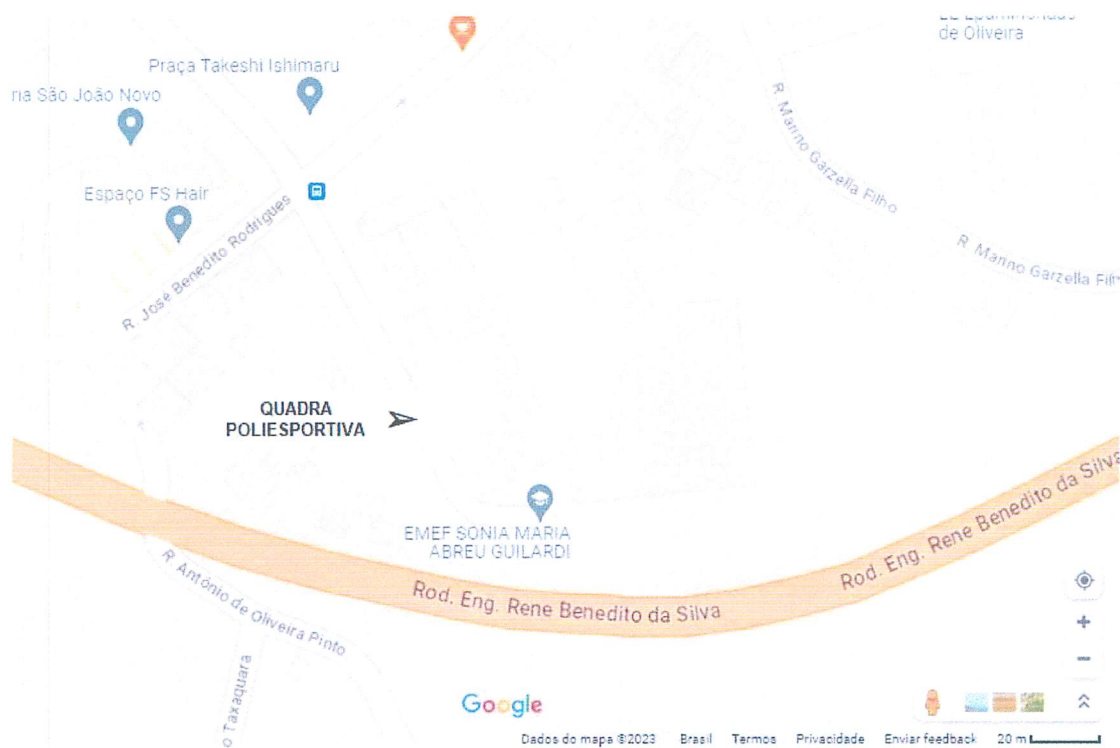 de Oliveira
Praça Takeshi Ishimaru
ria São João Novo
R. Marino Garzella Filho
Espaço FS Hair
R. José Benedito Rodrigues
R. Marino Garzella Filh
QUADRA
POLIESPORTIVA
EMEF SONIA MARIA
ABREU GUILARDI
Rod. Eng. Rene Benedito da Silva
Rod. Eng. Rene Benedito da Silva
R. Antônio de Oliveira Pinto
o Taxaquara
Google
Dados do mapa ©2023 Brasil Termos Privacidade Enviar feedback 20 m